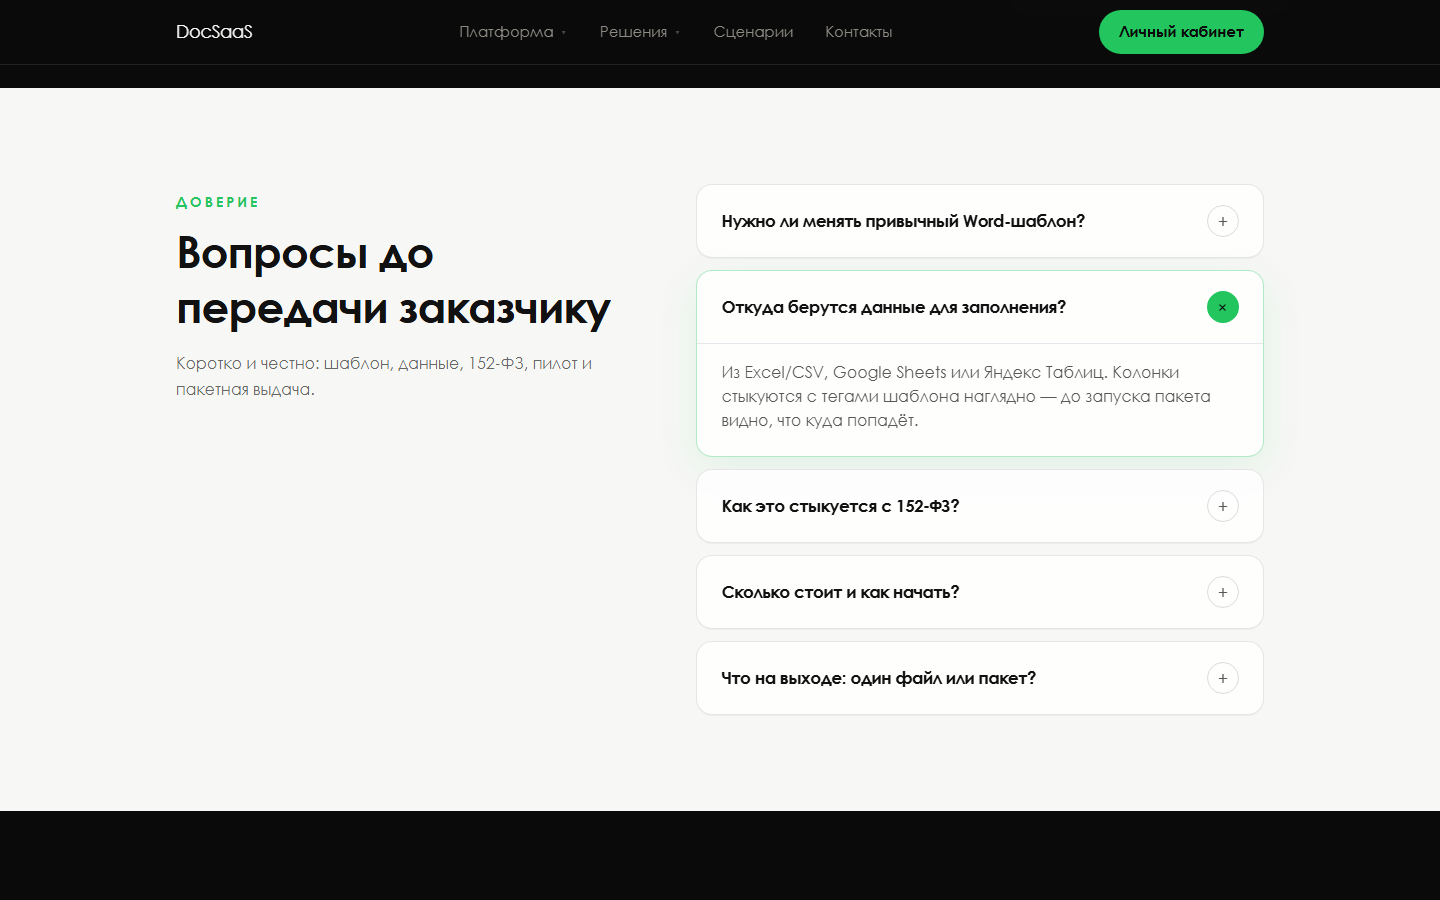 DocSaaS
Платформа
Решения
Сценарии
Контакты
Личный кабинет
ДОВЕРИЕ
Вопросы до
передачи заказчику
Коротко и честно: шаблон, данные, 152-ФЗ, пилот и
пакетная выдача.
Нужно ли менять привычный Word-шаблон?
+
Откуда берутся данные для заполнения?
×
Из Excel/CSV, Google Sheets или Яндекс Таблиц. Колонки
стыкуются с тегами шаблона наглядно — до запуска пакета
видно, что куда попадёт.
Как это стыкуется с 152-ФЗ?
+
Сколько стоит и как начать?
+
Что на выходе: один файл или пакет?
+